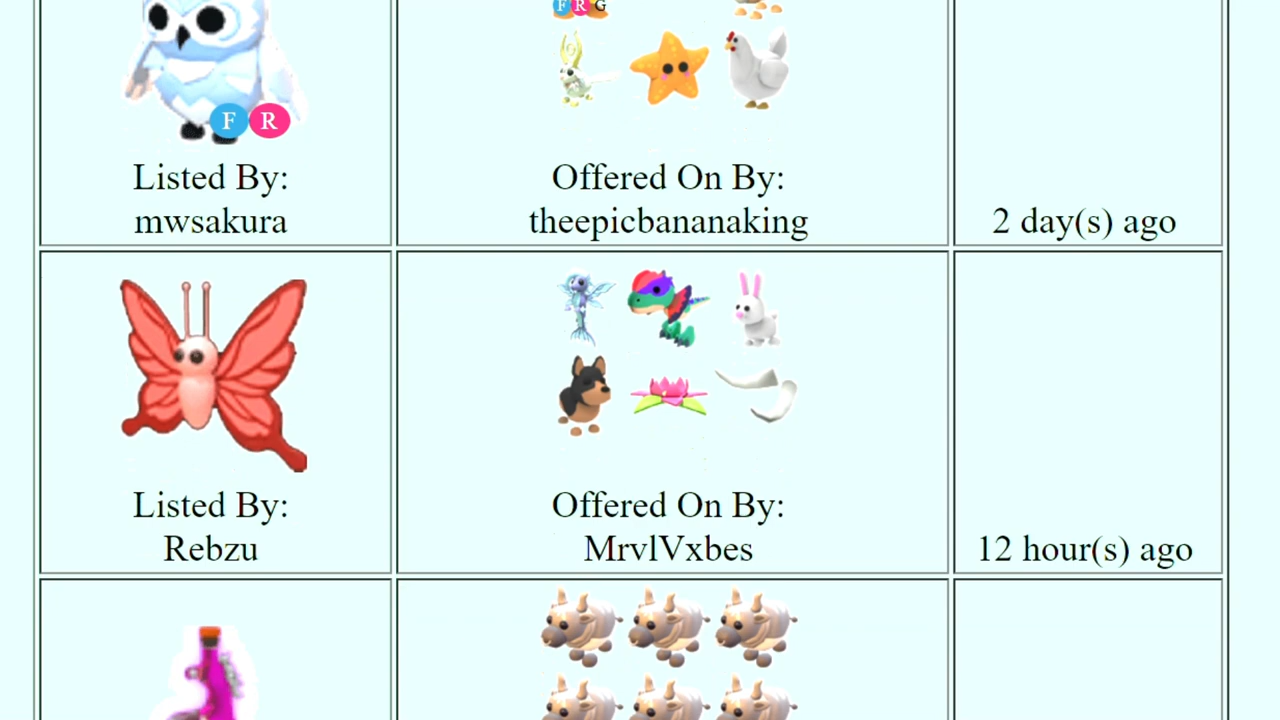 F R G
F R
Listed By:
mwsakura
Offered On By:
theepicbananaking
2 day(s) ago
Listed By:
Rebzu
Offered On By:
MrvlVxbes
12 hour(s) ago